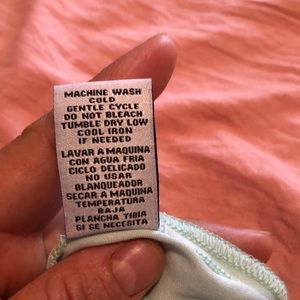 MACHINE WASH
COLD
GENTLE CYCLE
DO NOT BLEACH
TUMBLE DRY LOW
COOL IRON
IF NEEDED
LAVAR A MAQUINA
CON AGUA FRIA
CICLO DELICADO
NO USAR
BLANQUEADOR
SECAR A MAQUINA
TEMPERATURA
BAJA
PLANCHA TIBIA
SI SE NECESITA